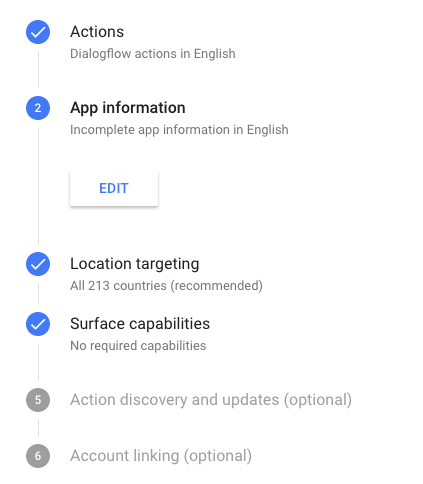 Actions
Dialogflow actions in English
2
App information
Incomplete app information in English
EDIT
Location targeting
All 213 countries (recommended)
Surface capabilities
No required capabilities
5
Action discovery and updates (optional)
6
Account linking (optional)